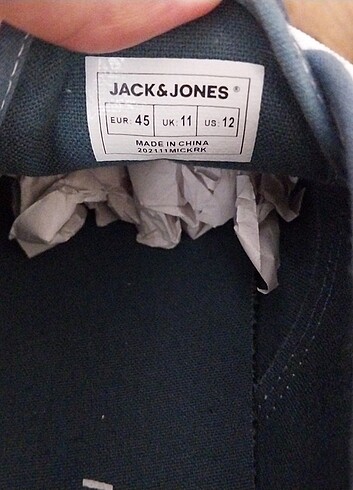 JACK&JONES®
EUR: 45 UK: 11 US: 12
MADE IN CHINA
202111MICKRK